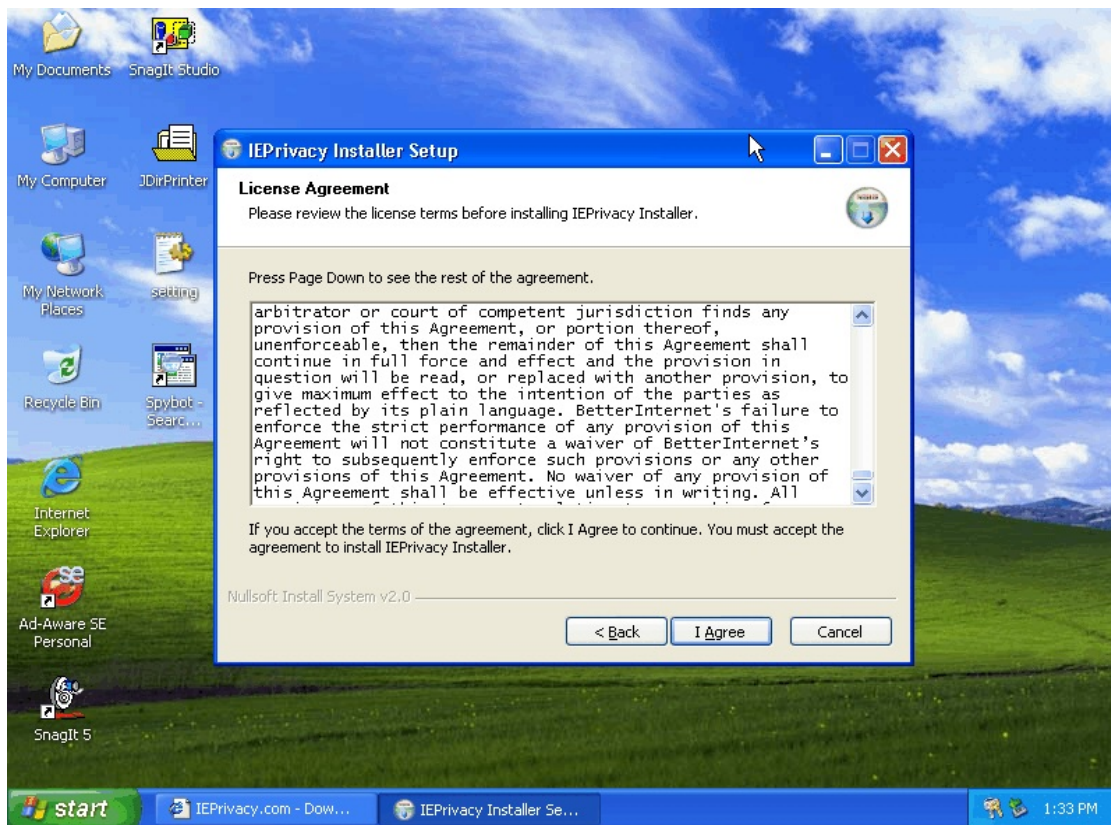 My Documents
SnagIt Studio
My Computer
JDirPrinter
My Network
Places
setting
Recycle Bin
Spybot -
Searc...
Internet
Explorer
Ad-Aware SE
Personal
SnagIt 5
IEPrivacy Installer Setup
License Agreement
Please review the license terms before installing IEPrivacy Installer.
Press Page Down to see the rest of the agreement.
arbitrator or court of competent jurisdiction finds any
provision of this Agreement, or portion thereof,
unenforceable, then the remainder of this Agreement shall
continue in full force and effect and the provision in
question will be read, or replaced with another provision, to
give maximum effect to the intention of the parties as
reflected by its plain language. BetterInternet's failure to
enforce the strict performance of any provision of this
Agreement will not constitute a waiver of BetterInternet's
right to subsequently enforce such provisions or any other
provisions of this Agreement. No waiver of any provision of
this Agreement shall be effective unless in writing. All
If you accept the terms of the agreement, click I Agree to continue. You must accept the
agreement to install IEPrivacy Installer.
Nullsoft Install System v2.0
< Back
I Agree
Cancel
start
IEPrivacy.com - Dow...
IEPrivacy Installer Se...
1:33 PM